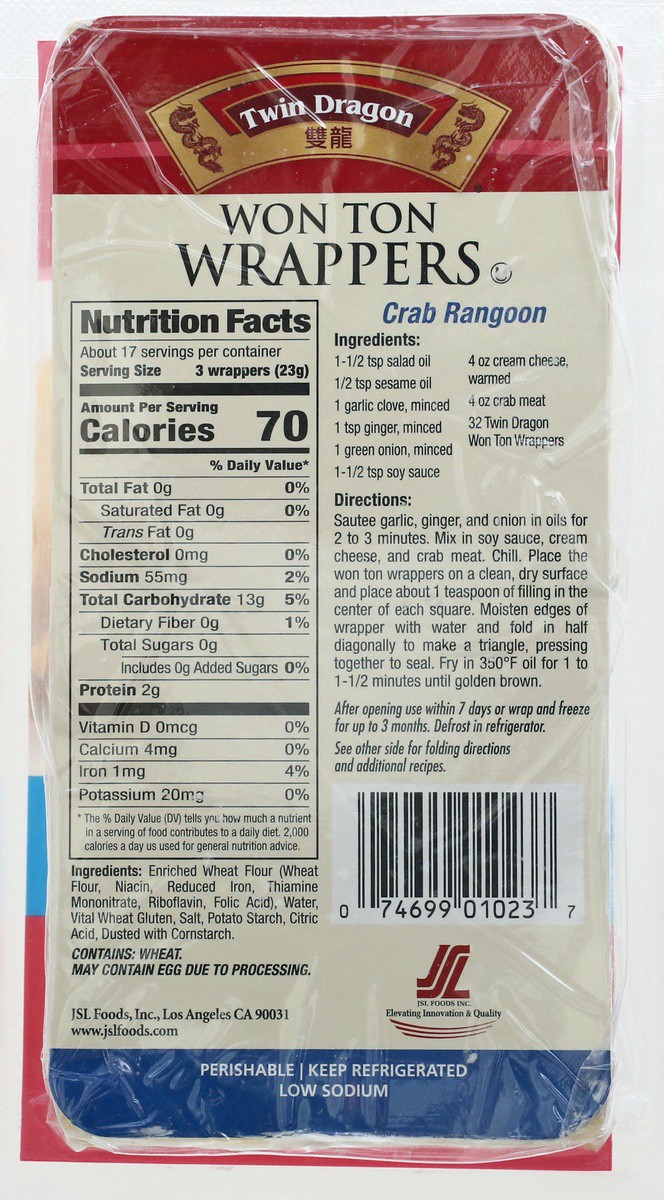 Twin Dragon
雙龍
WON TON
WRAPPERS
Nutrition Facts
About 17 servings per container
Serving Size 3 wrappers (23g)
Amount Per Serving
Calories 70
% Daily Value*
Total Fat 0g 0%
Saturated Fat 0g 0%
Trans Fat 0g
Cholesterol 0mg 0%
Sodium 55mg 2%
Total Carbohydrate 13g 5%
Dietary Fiber 0g 1%
Total Sugars 0g
Includes 0g Added Sugars 0%
Protein 2g
Vitamin D 0mcg 0%
Calcium 4mg 0%
Iron 1mg 4%
Potassium 20mg 0%
* The % Daily Value (DV) tells you how much a nutrient
in a serving of food contributes to a daily diet. 2,000
calories a day us used for general nutrition advice.
Ingredients: Enriched Wheat Flour (Wheat
Flour, Niacin, Reduced Iron, Thiamine
Mononitrate, Riboflavin, Folic Acid), Water,
Vital Wheat Gluten, Salt, Potato Starch, Citric
Acid, Dusted with Cornstarch.
CONTAINS: WHEAT.
MAY CONTAIN EGG DUE TO PROCESSING.
JSL Foods, Inc., Los Angeles CA 90031
www.jslfoods.com
Crab Rangoon
Ingredients:
1-1/2 tsp salad oil
1/2 tsp sesame oil
1 garlic clove, minced
1 tsp ginger, minced
1 green onion, minced
1-1/2 tsp soy sauce
4 oz cream cheese,
warmed
4 oz crab meat
32 Twin Dragon
Won Ton Wrappers
Directions:
Sautee garlic, ginger, and onion in oils for
2 to 3 minutes. Mix in soy sauce, cream
cheese, and crab meat. Chill. Place the
won ton wrappers on a clean, dry surface
and place about 1 teaspoon of filling in the
center of each square. Moisten edges of
wrapper with water and fold in half
diagonally to make a triangle, pressing
together to seal. Fry in 350°F oil for 1 to
1-1/2 minutes until golden brown.
After opening use within 7 days or wrap and freeze
for up to 3 months. Defrost in refrigerator.
See other side for folding directions
and additional recipes.
0 74699 01023 7
JSL
JSL FOODS INC.
Elevating Innovation & Quality
PERISHABLE | KEEP REFRIGERATED
LOW SODIUM